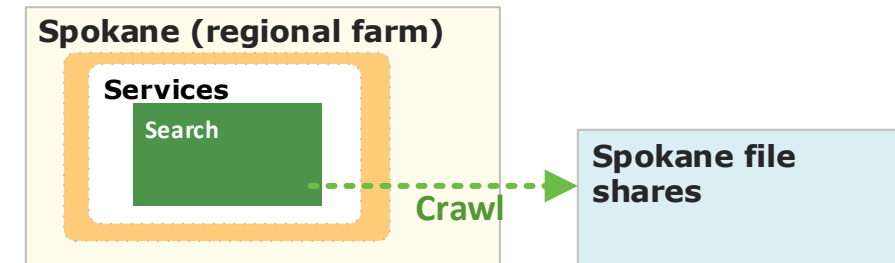 Spokane (regional farm)
Services
Search
Crawl
Spokane file
shares